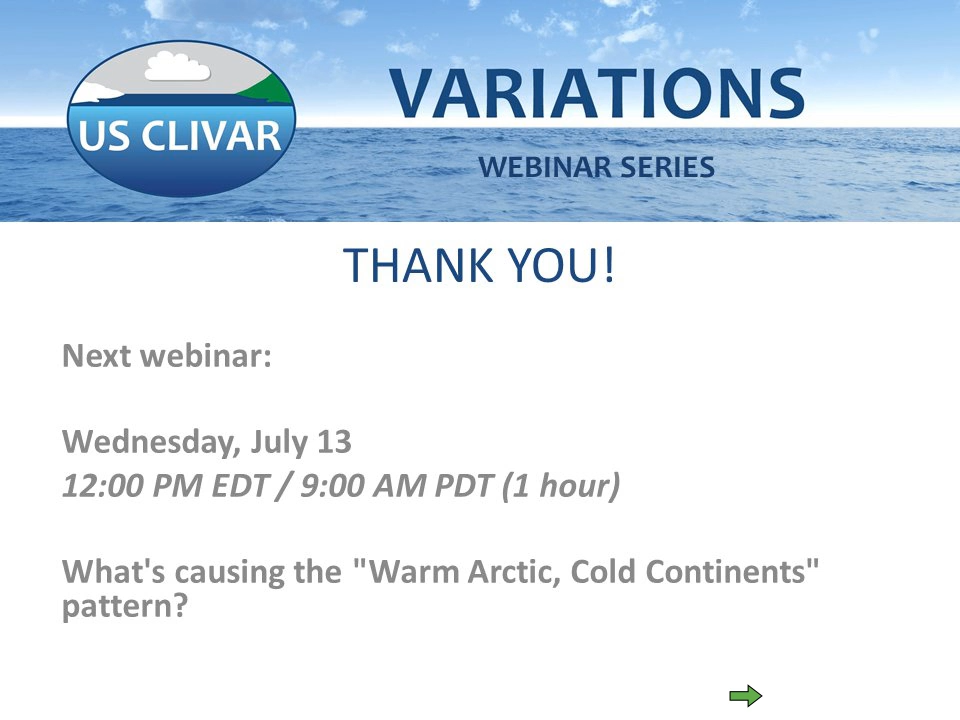 US CLIVAR
VARIATIONS
WEBINAR SERIES
THANK YOU!
Next webinar:
Wednesday, July 13
12:00 PM EDT / 9:00 AM PDT (1 hour)
What's causing the "Warm Arctic, Cold Continents"
pattern?